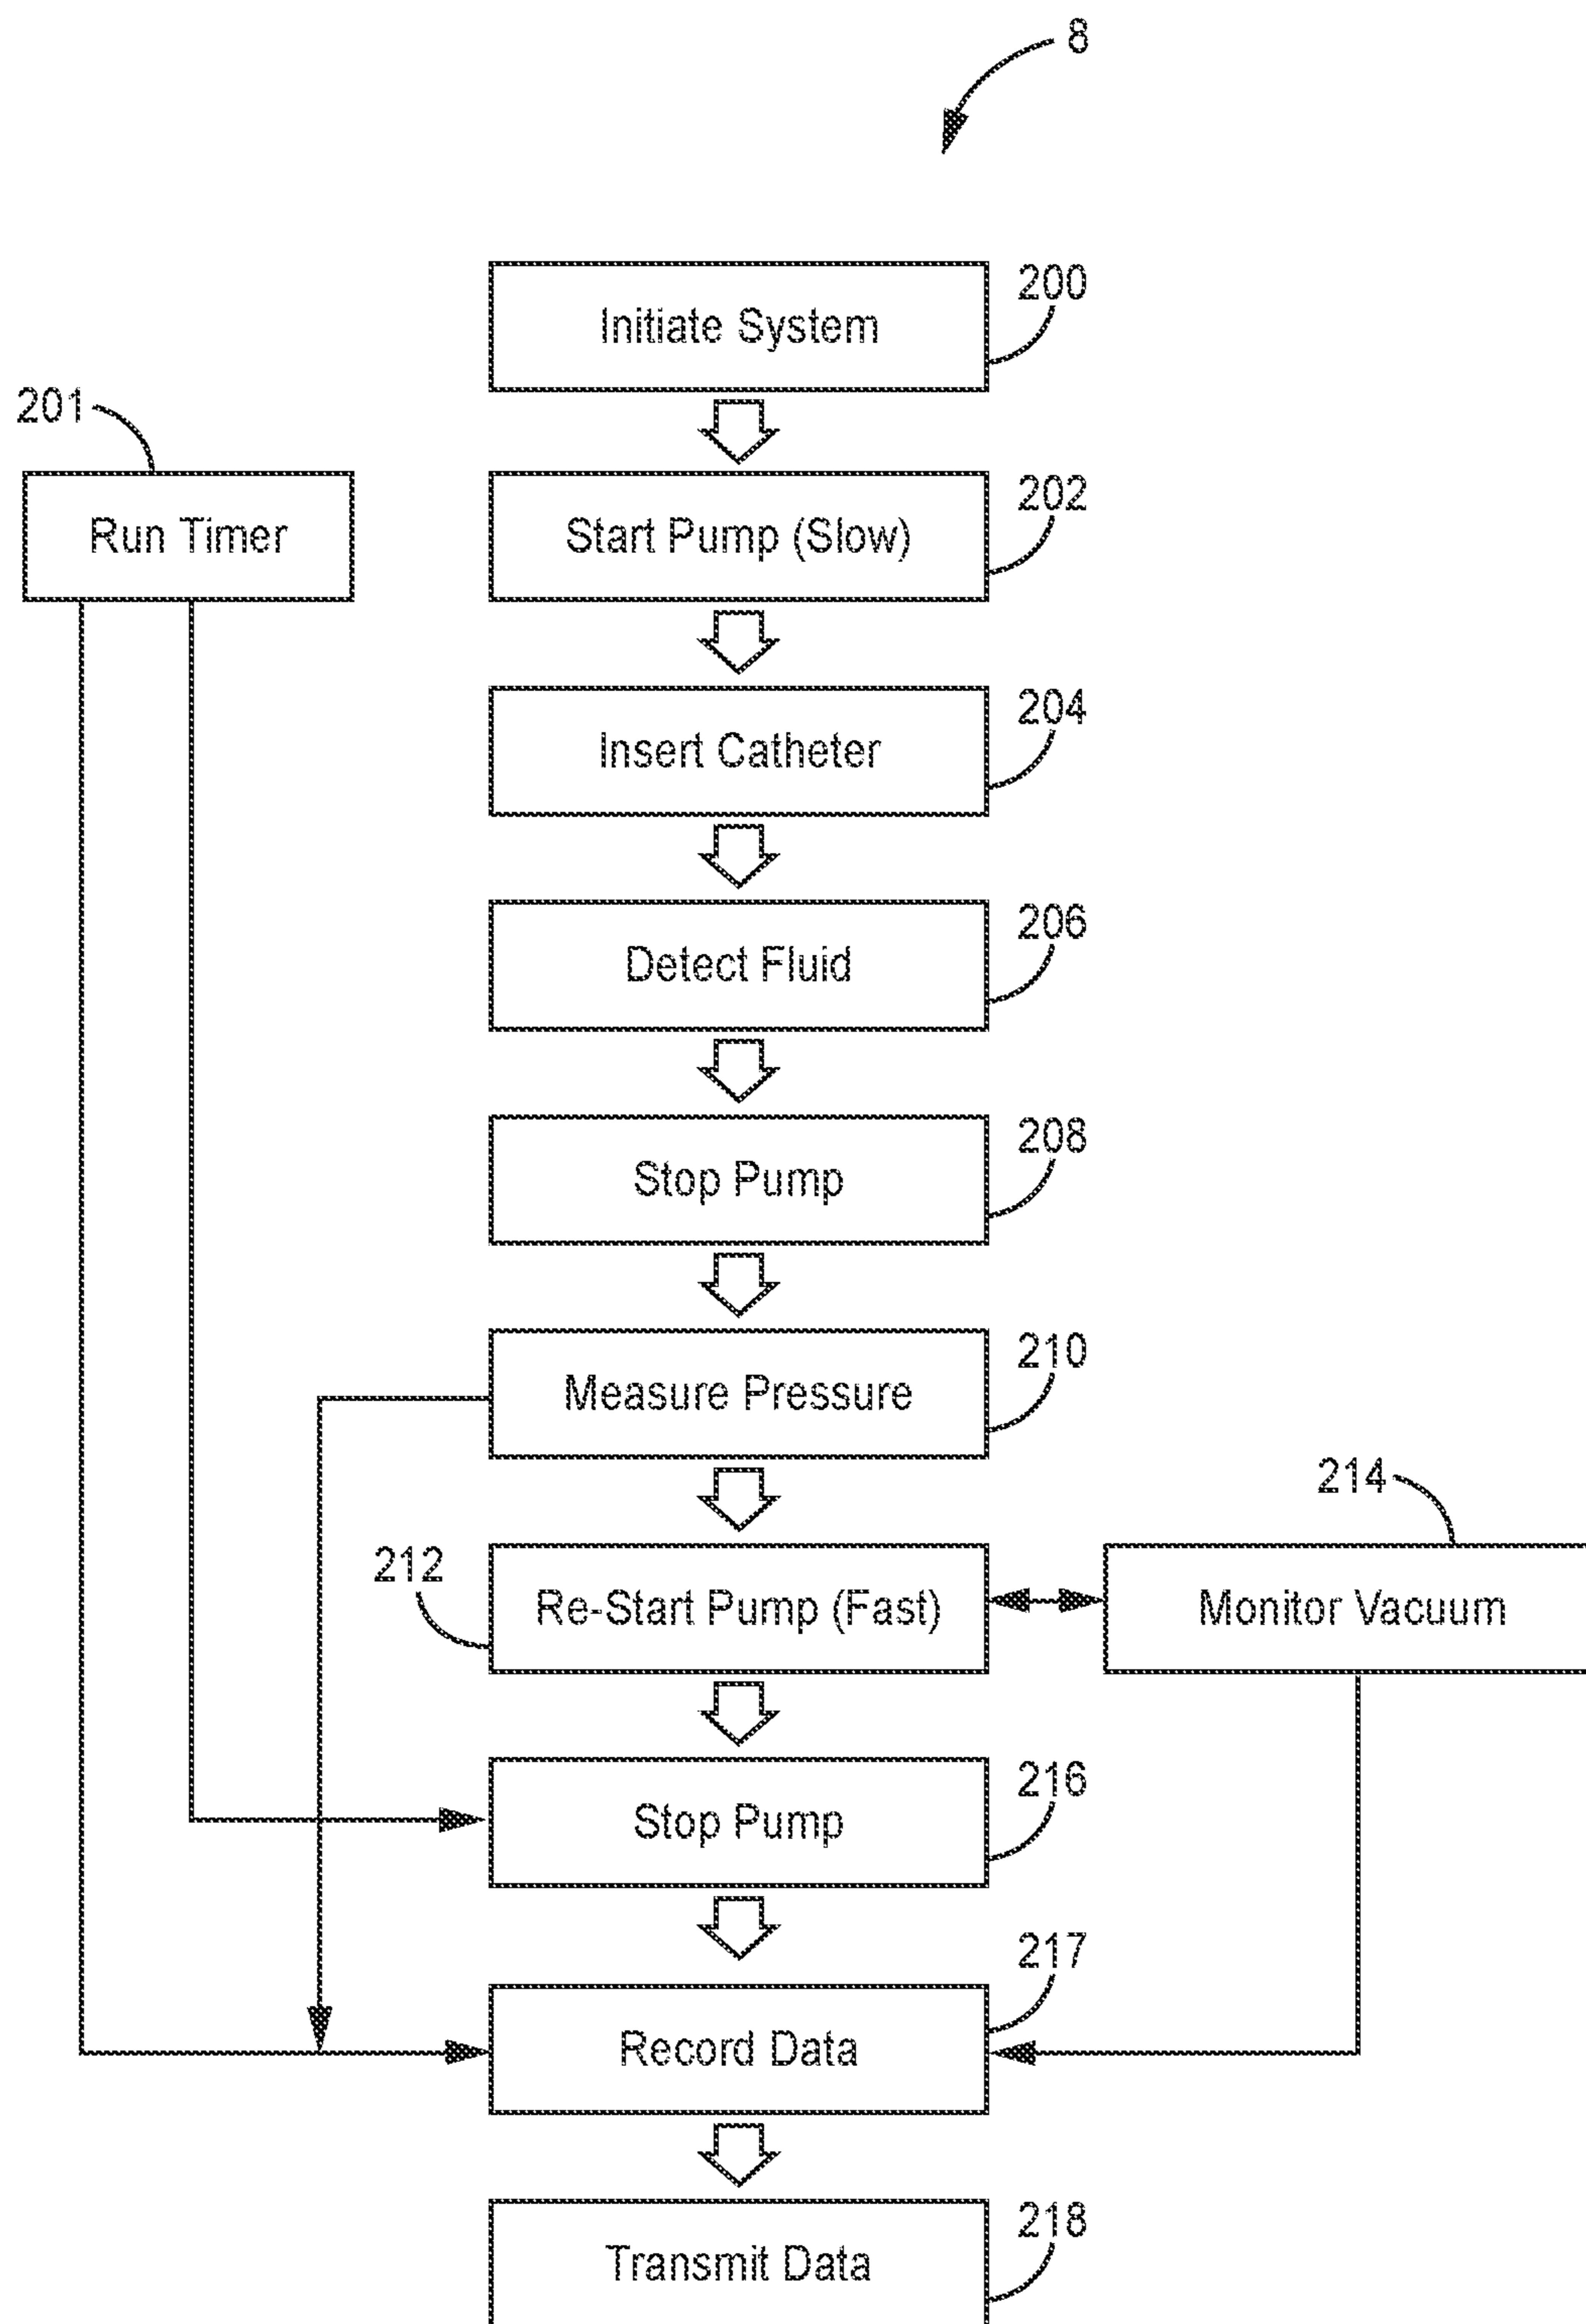 8
200
Initiate System
201
202
Run Timer
Start Pump (Slow)
204
Insert Catheter
206
Detect Fluid
208
Stop Pump
210
Measure Pressure
214
212
Re-Start Pump (Fast)
Monitor Vacuum
216
Stop Pump
217
Record Data
218
Transmit Data